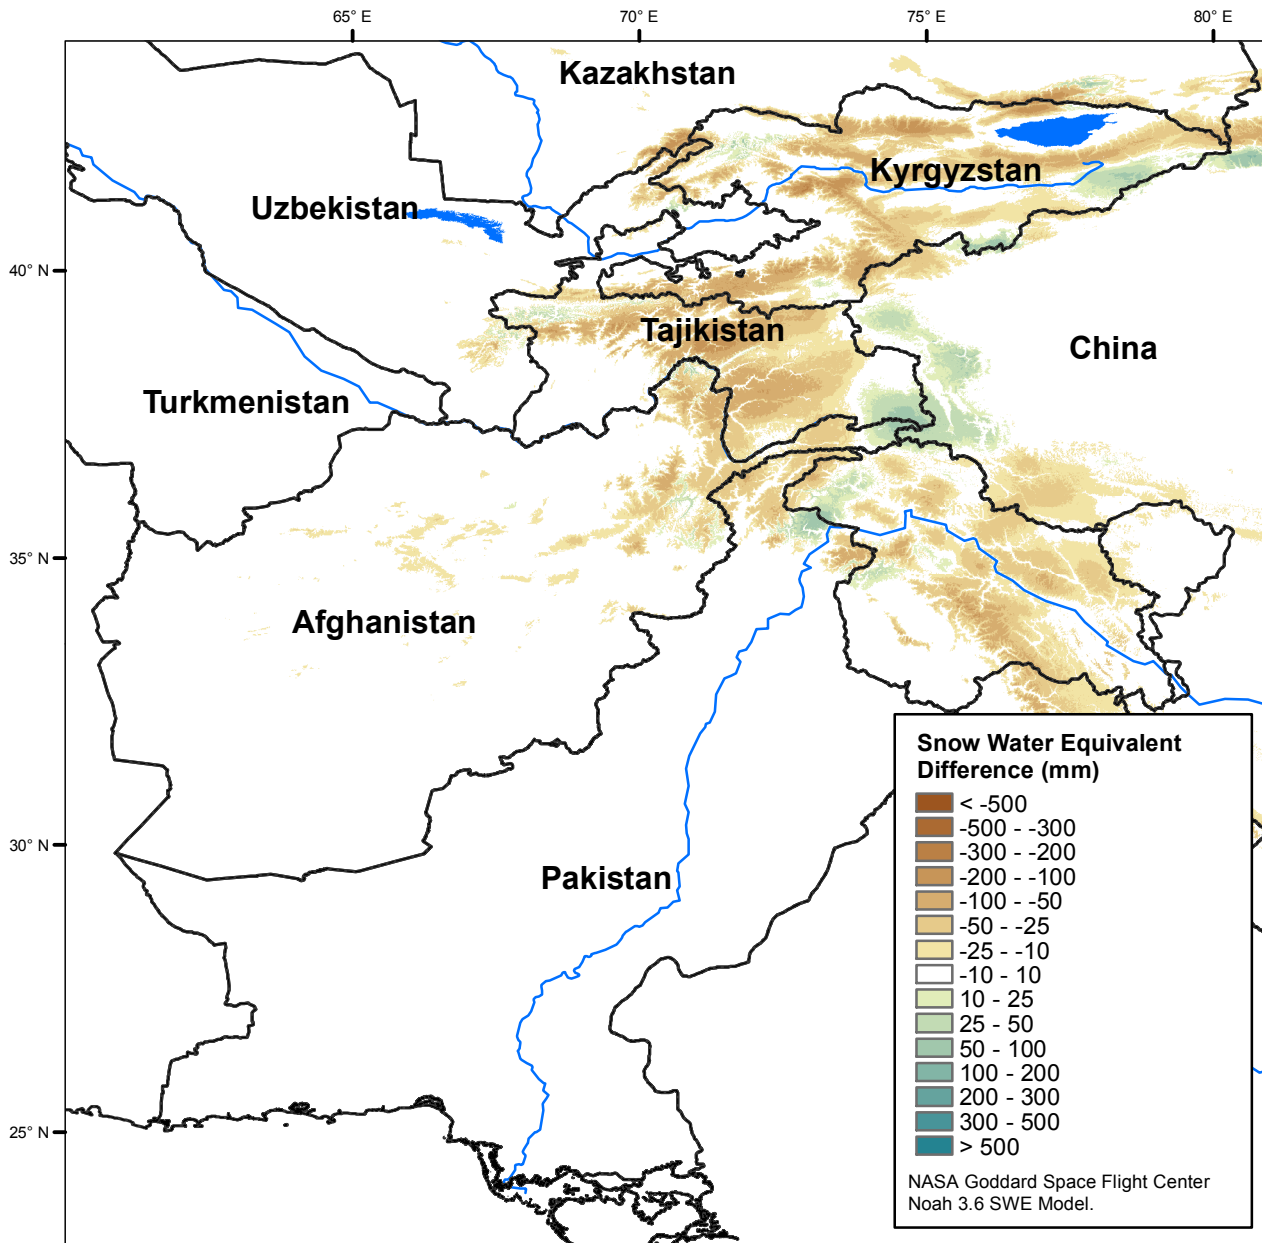 65° E
70° E
75° E
80° E
Kazakhstan
Kyrgyzstan
Uzbekistan
40° N
Tajikistan
China
Turkmenistan
35° N
Afghanistan
Snow Water Equivalent
Difference (mm)
< -500
-500 - -300
-300 - -200
-200 - -100
-100 - -50
-50 - -25
-25 - -10
-10 - 10
10 - 25
25 - 50
50 - 100
100 - 200
200 - 300
300 - 500
> 500
NASA Goddard Space Flight Center
Noah 3.6 SWE Model.
30° N
Pakistan
25° N